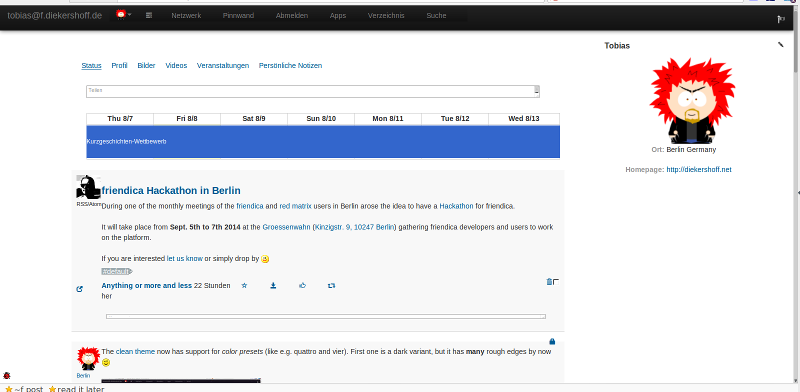 tobias@f.diekershoff.de Netzwerk Pinnwand Abmelden Apps Verzeichnis Suche
Tobias
Status Profil Bilder Videos Veranstaltungen Persönliche Notizen
Teilen
Thu 8/7 Fri 8/8 Sat 8/9 Sun 8/10 Mon 8/11 Tue 8/12 Wed 8/13
Kurzgeschichten-Wettbewerb
Ort: Berlin Germany
Homepage: http://diekershoff.net
friendica Hackathon in Berlin
RSS/Atom
During one of the monthly meetings of the friendica and red matrix users in Berlin arose the idea to have a Hackathon for friendica.
It will take place from Sept. 5th to 7th 2014 at the Groessenwahn (Kinzigstr. 9, 10247 Berlin) gathering friendica developers and users to work
on the platform.
If you are interested let us know or simply drop by
#default
Anything or more and less 22 Stunden
her
The clean theme now has support for color presets (like e.g. quattro and vier). First one is a dark variant, but it has many rough edges by now
Berlin
~f post read it later